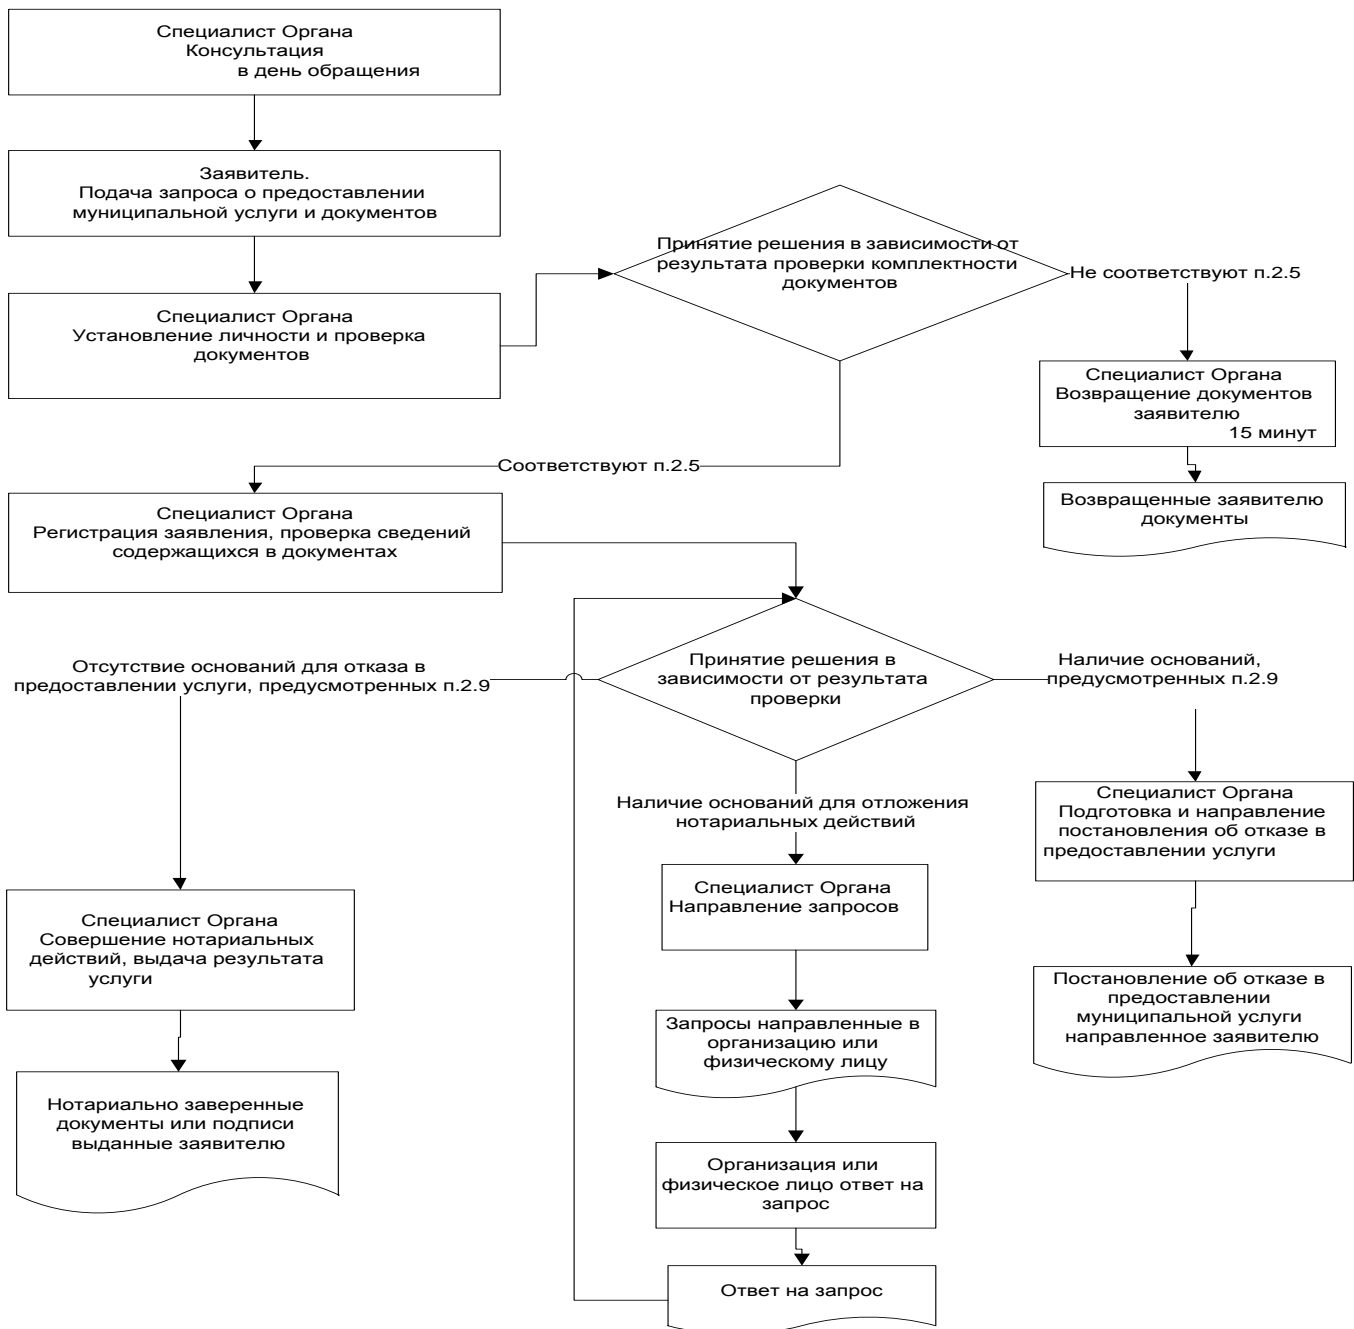 Специалист Органа
Консультация
в день обращения
Заявитель.
Подача запроса о предоставлении
муниципальной услуги и документов
Специалист Органа
Установление личности и проверка
документов
Принятие решения в зависимости от
результата проверки комплектности
документов
Не соответствуют п.2.5
Специалист Органа
Возвращение документов
заявителю
15 минут
Возвращенные заявителю
документы
Соответствуют п.2.5
Специалист Органа
Регистрация заявления, проверка сведений
содержащихся в документах
Принятие решения в
зависимости от результата
проверки
Отсутствие оснований для отказа в
предоставлении услуги, предусмотренных п.2.9
Специалист Органа
Совершение нотариальных
действий, выдача результата
услуги
Нотариально заверенные
документы или подписи
выданные заявителю
Наличие оснований для отложения
нотариальных действий
Специалист Органа
Направление запросов
Запросы направленные в
организацию или
физическому лицу
Организация или
физическое лицо ответ на
запрос
Ответ на запрос
Наличие оснований,
предусмотренных п.2.9
Специалист Органа
Подготовка и направление
постановления об отказе в
предоставлении услуги
Постановление об отказе в
предоставлении
муниципальной услуги
направленное заявителю